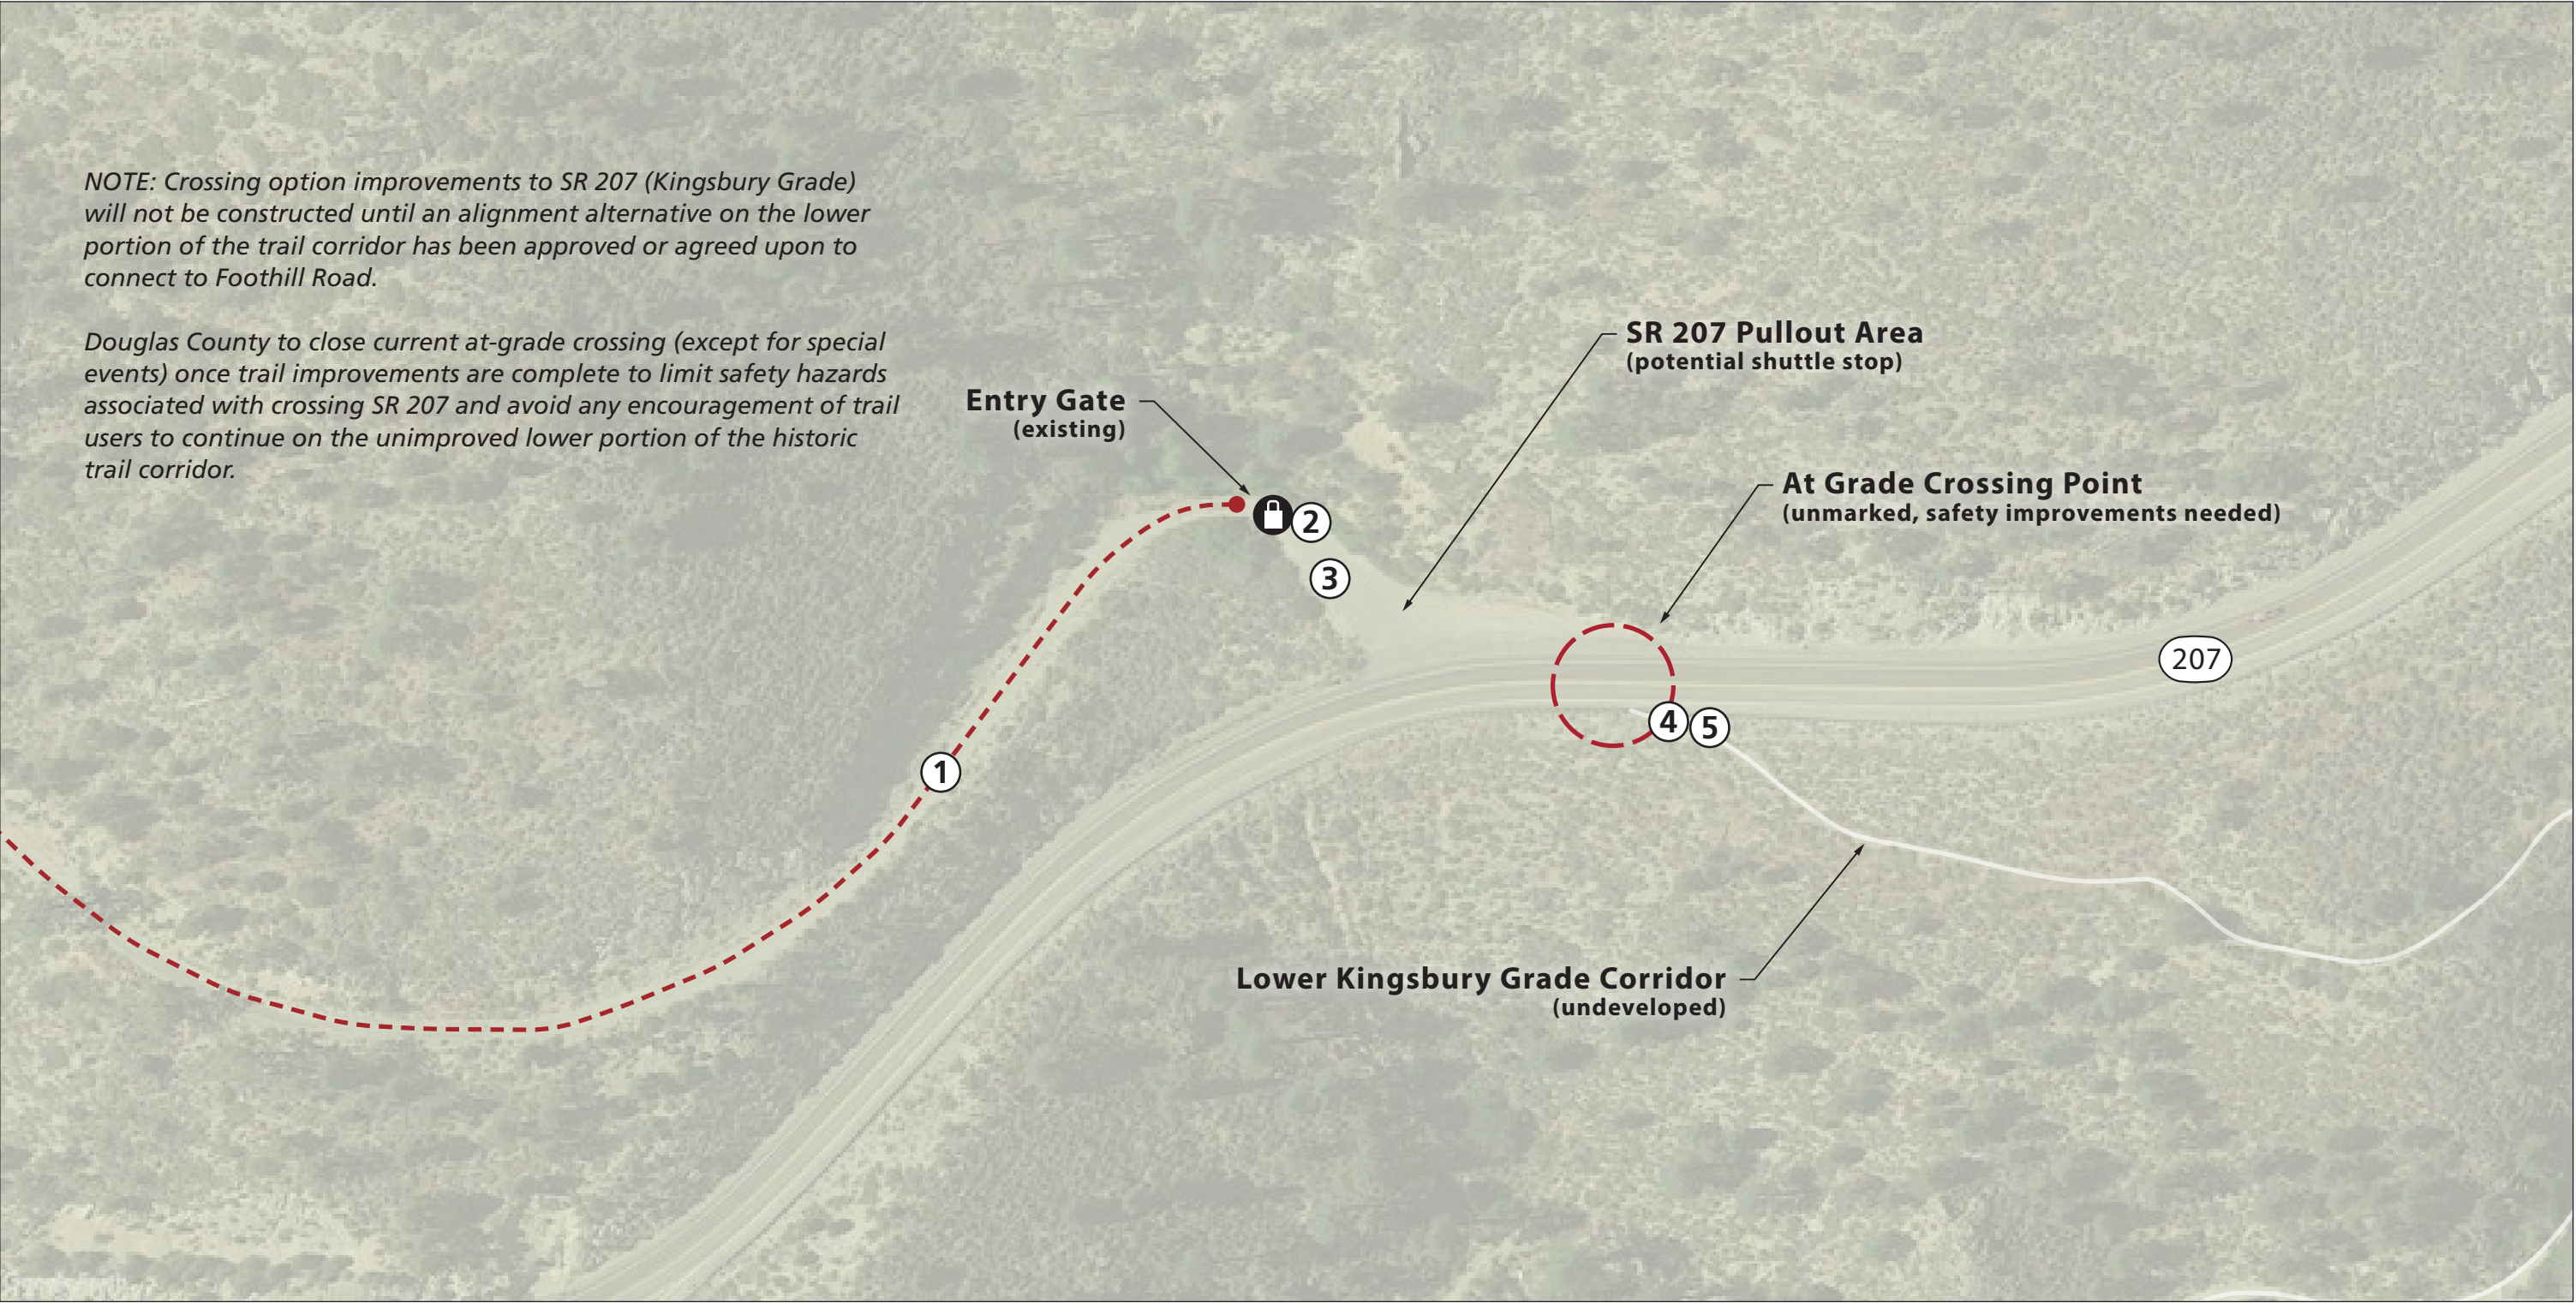 NOTE: Crossing option improvements to SR 207 (Kingsbury Grade)
will not be constructed until an alignment alternative on the lower
portion of the trail corridor has been approved or agreed upon to
connect to Foothill Road.
Douglas County to close current at-grade crossing (except for special
events) once trail improvements are complete to limit safety hazards
associated with crossing SR 207 and avoid any encouragement of trail
users to continue on the unimproved lower portion of the historic
trail corridor.
SR 207 Pullout Area
(potential shuttle stop)
Entry Gate
(existing)
At Grade Crossing Point
(unmarked, safety improvements needed)
2
3
207
4
5
1
Lower Kingsbury Grade Corridor
(undeveloped)